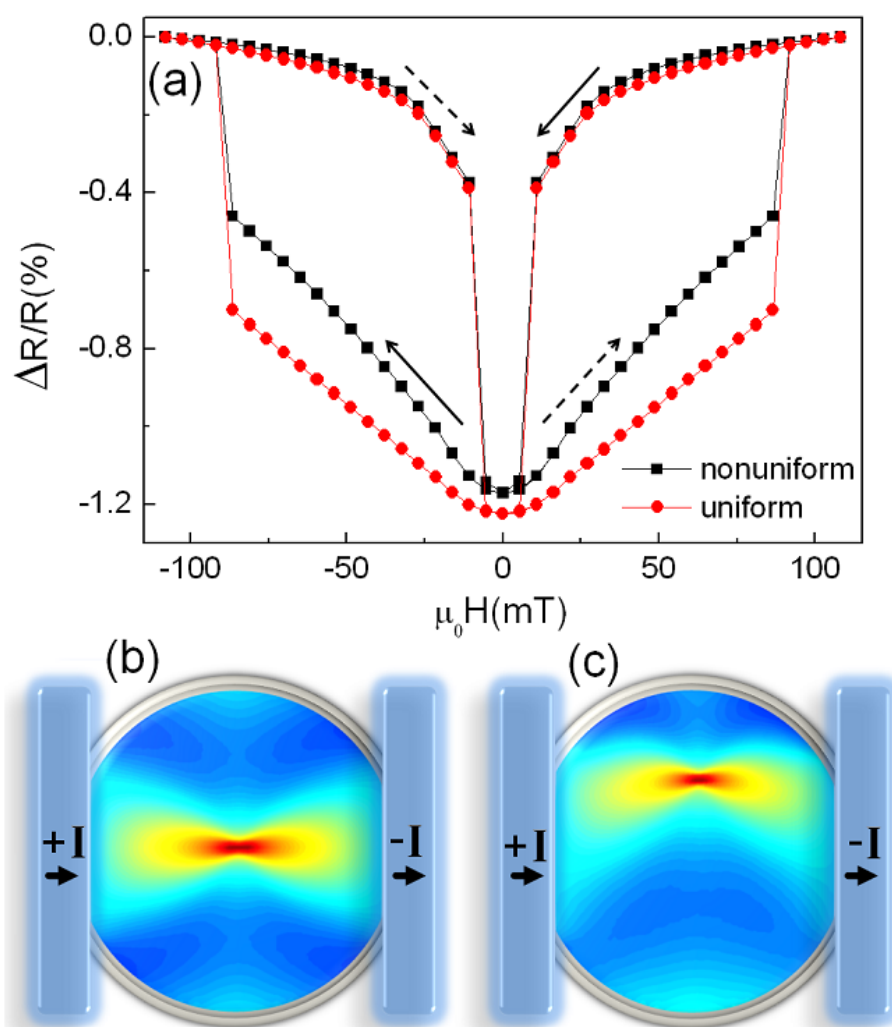 (a)
0.0
-0.4
-0.8
-1.2
ΔR/R(%)
nonuniform
uniform
-100 -50 0 50 100
μ₀H(mT)
(b) (c)
+I -I +I -I